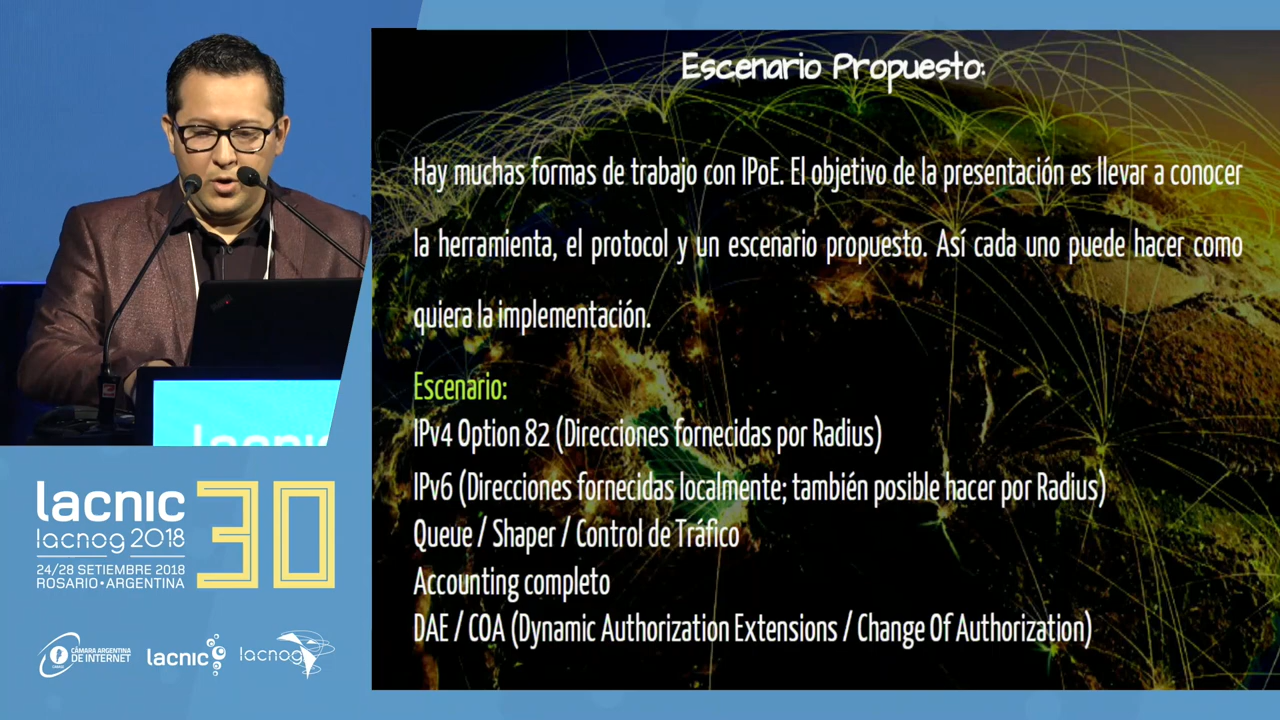 Escenario Propuesto:
Hay muchas formas de trabajo con IPoE. El objetivo de la presentación es llevar a conocer
la herramienta, el protocol y un escenario propuesto. Así cada uno puede hacer como
quiera la implementación.
Escenario:
IPv4 Option 82 (Direcciones fornecidas por Radius)
IPv6 (Direcciones fornecidas localmente; también posible hacer por Radius)
Queue / Shaper / Control de Tráfico
Accounting completo
DAE / COA (Dynamic Authorization Extensions / Change Of Authorization)
lacnic
lacnic 30
lacnog 2018
24/28 SETIEMBRE 2018
ROSARIO•ARGENTINA
CÁMARA ARGENTINA
DE INTERNET
lacnic
lacnog